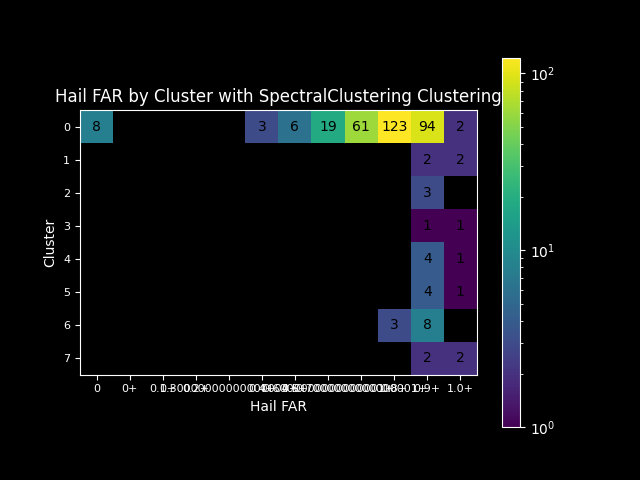 Hail FAR by Cluster with SpectralClustering Clustering
10²
0 8 3 6 19 61 123 94 2
1 2 2
2 3
3 1 1
10¹
4 4 1
5 4 1
6 3 8
7 2 2
10⁰
0 0+ 1.0+
Cluster
Hail FAR